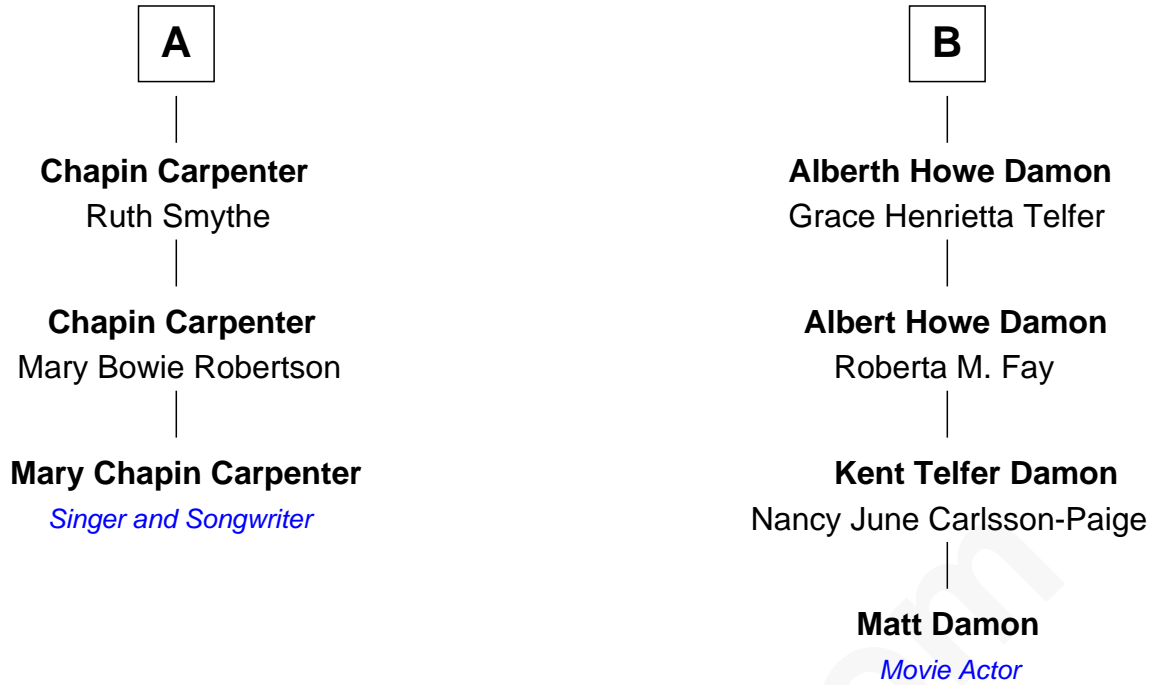 A
Chapin Carpenter
Ruth Smythe
Chapin Carpenter
Mary Bowie Robertson
Mary Chapin Carpenter
Singer and Songwriter
B
Alberth Howe Damon
Grace Henrietta Telfer
Albert Howe Damon
Roberta M. Fay
Kent Telfer Damon
Nancy June Carlsson-Paige
Matt Damon
Movie Actor